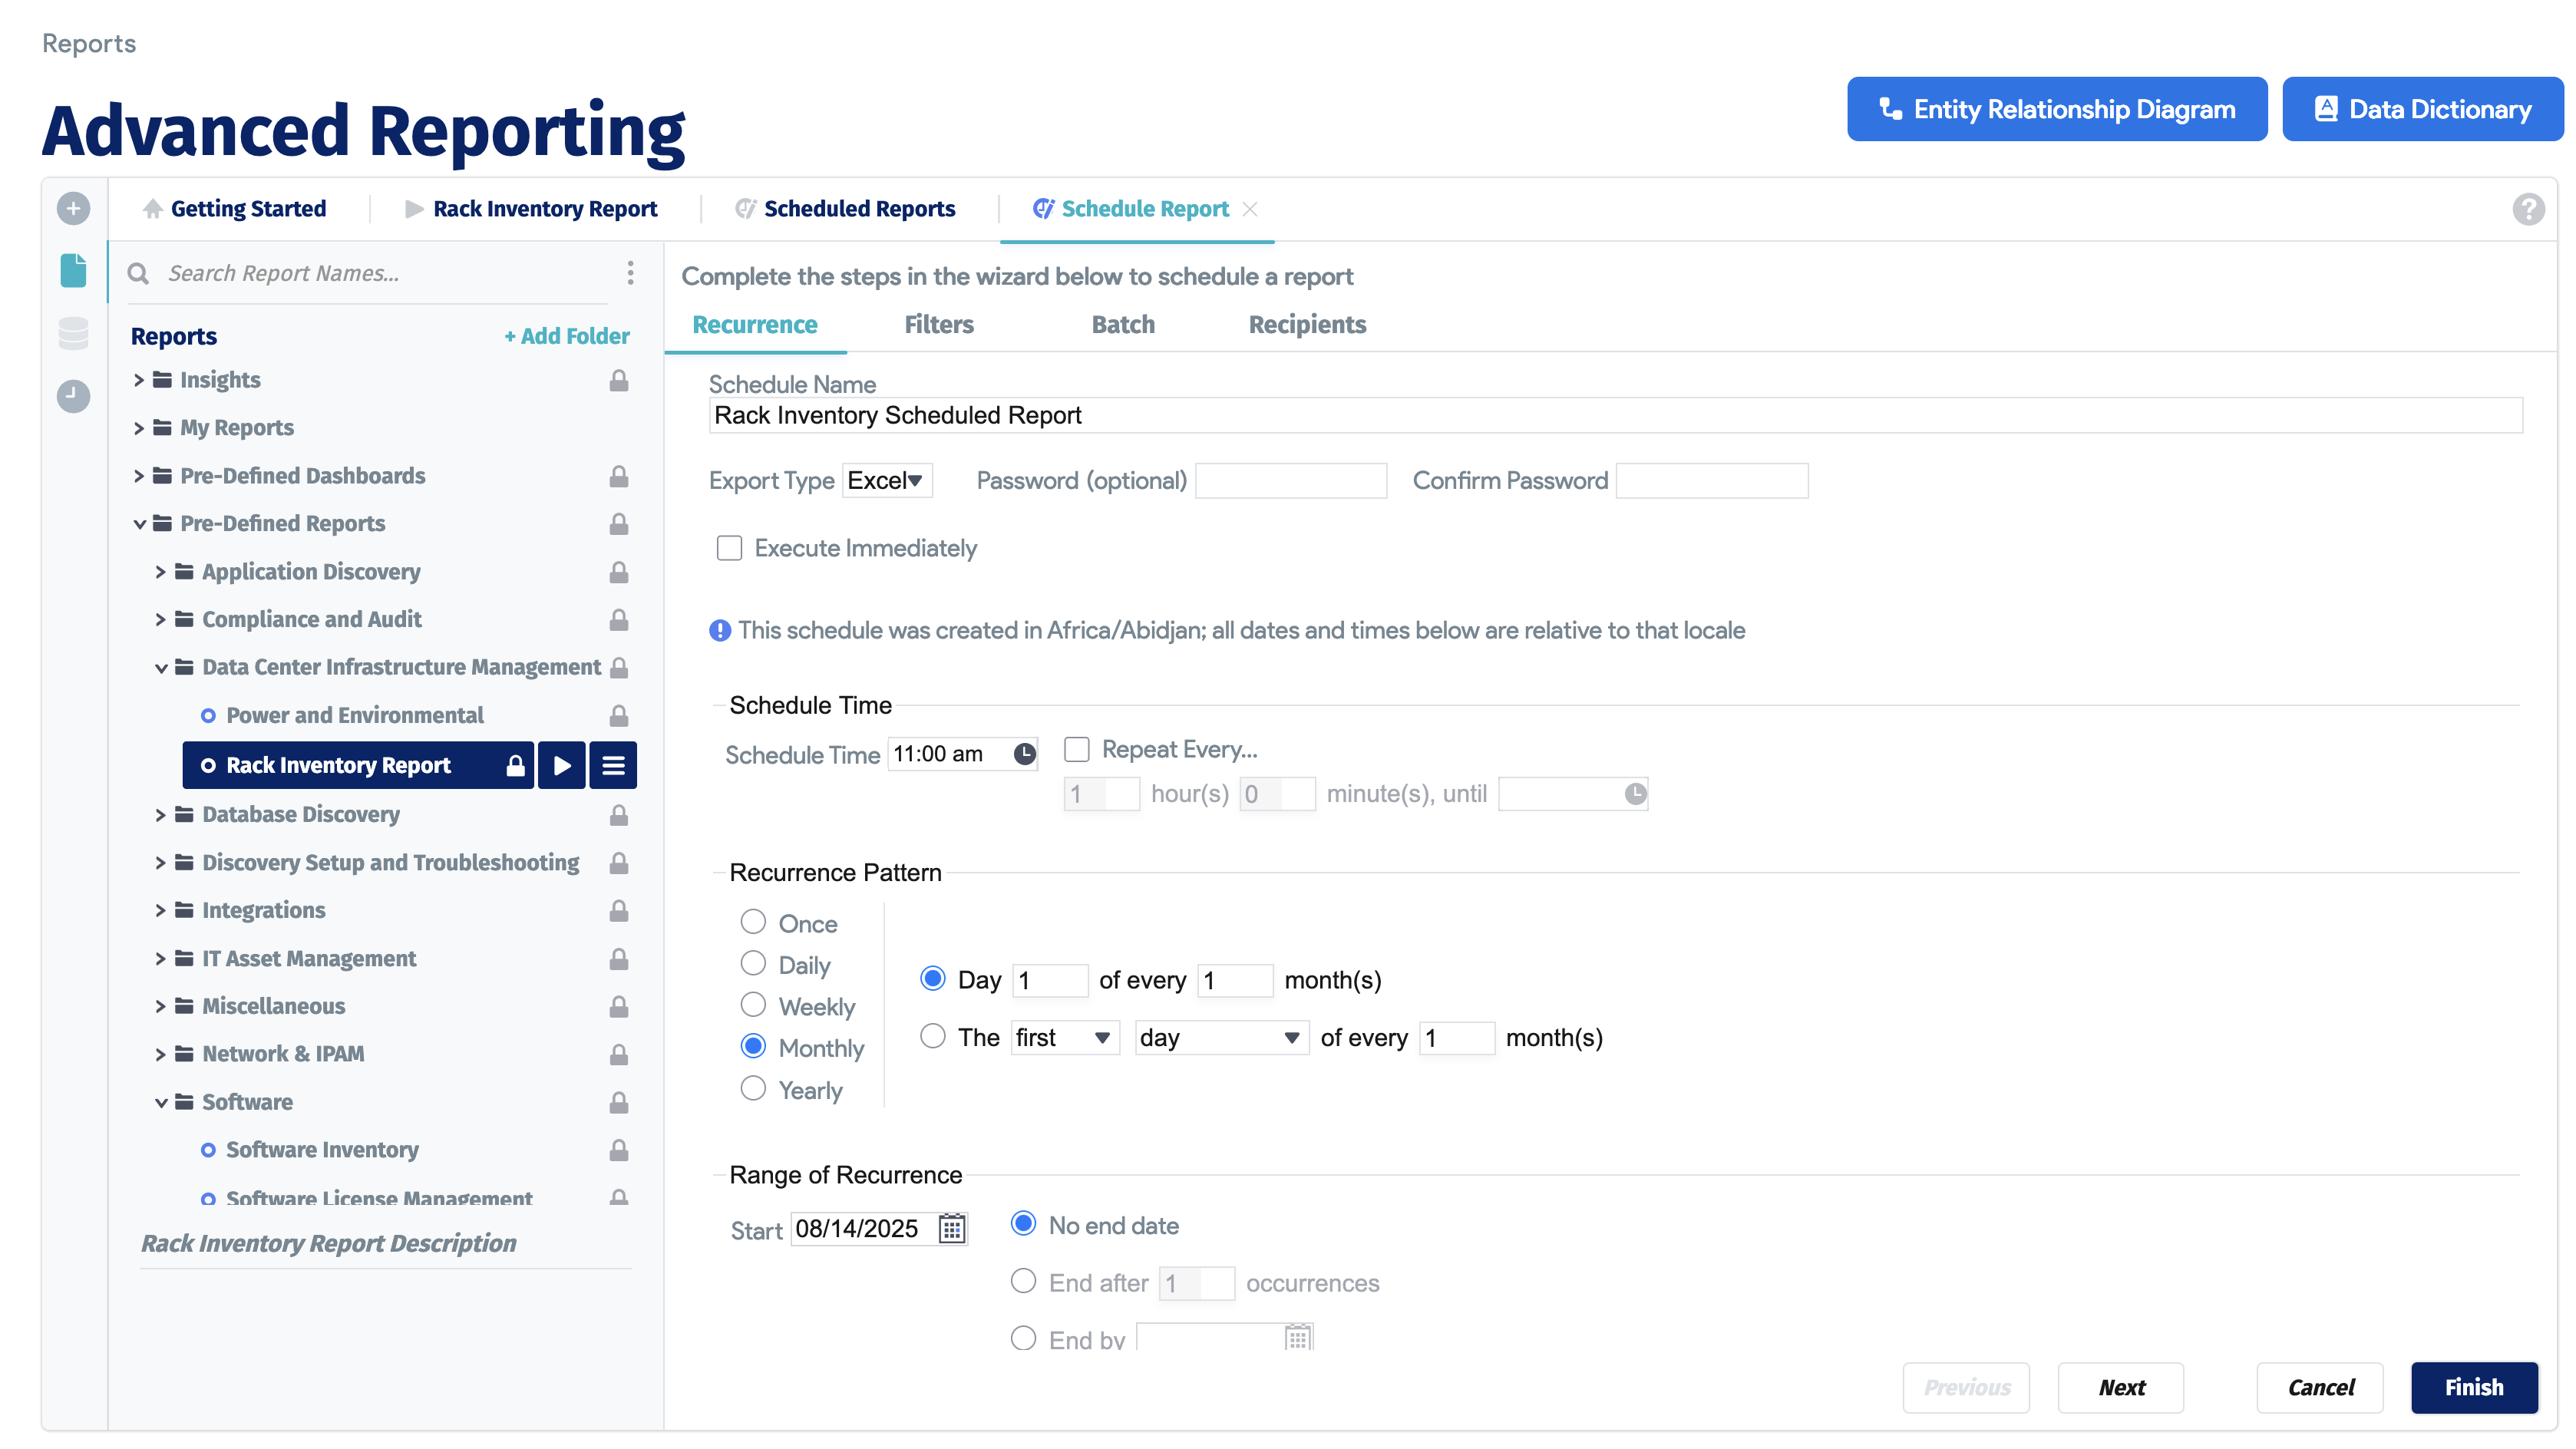 Reports
Advanced Reporting
Entity Relationship Diagram
Data Dictionary
Getting Started
Rack Inventory Report
Scheduled Reports
Schedule Report
Search Report Names...
Reports
+ Add Folder
Insights
My Reports
Pre-Defined Dashboards
Pre-Defined Reports
Application Discovery
Compliance and Audit
Data Center Infrastructure Management
Power and Environmental
Rack Inventory Report
Database Discovery
Discovery Setup and Troubleshooting
Integrations
IT Asset Management
Miscellaneous
Network & IPAM
Software
Software Inventory
Software License Management
Rack Inventory Report Description
Complete the steps in the wizard below to schedule a report
Recurrence
Filters
Batch
Recipients
Schedule Name
Rack Inventory Scheduled Report
Export Type Excel Password (optional) Confirm Password
Execute Immediately
This schedule was created in Africa/Abidjan; all dates and times below are relative to that locale
Schedule Time
Schedule Time 11:00 am Repeat Every...
1 hour(s) 0 minute(s), until
Recurrence Pattern
Once
Daily
Weekly
Monthly
Yearly
Day 1 of every 1 month(s)
The first day of every 1 month(s)
Range of Recurrence
Start 08/14/2025
No end date
End after 1 occurrences
End by
Previous
Next
Cancel
Finish